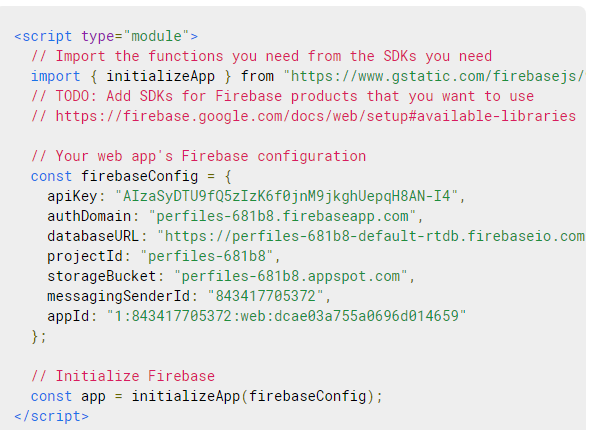 <script type="module">
// Import the functions you need from the SDKs you need
import { initializeApp } from "https://www.gstatic.com/firebasejs/
// TODO: Add SDKs for Firebase products that you want to use
// https://firebase.google.com/docs/web/setup#available-libraries
// Your web app's Firebase configuration
const firebaseConfig = {
apiKey: "AIzaSyDTU9fQ5zIzK6f0jnM9jkghUepqH8AN-I4",
authDomain: "perfiles-681b8.firebaseapp.com",
databaseURL: "https://perfiles-681b8-default-rtdb.firebaseio.com
projectId: "perfiles-681b8",
storageBucket: "perfiles-681b8.appspot.com",
messagingSenderId: "843417705372",
appId: "1:843417705372:web:dcae03a755a0696d014659"
};
// Initialize Firebase
const app = initializeApp(firebaseConfig);
</script>